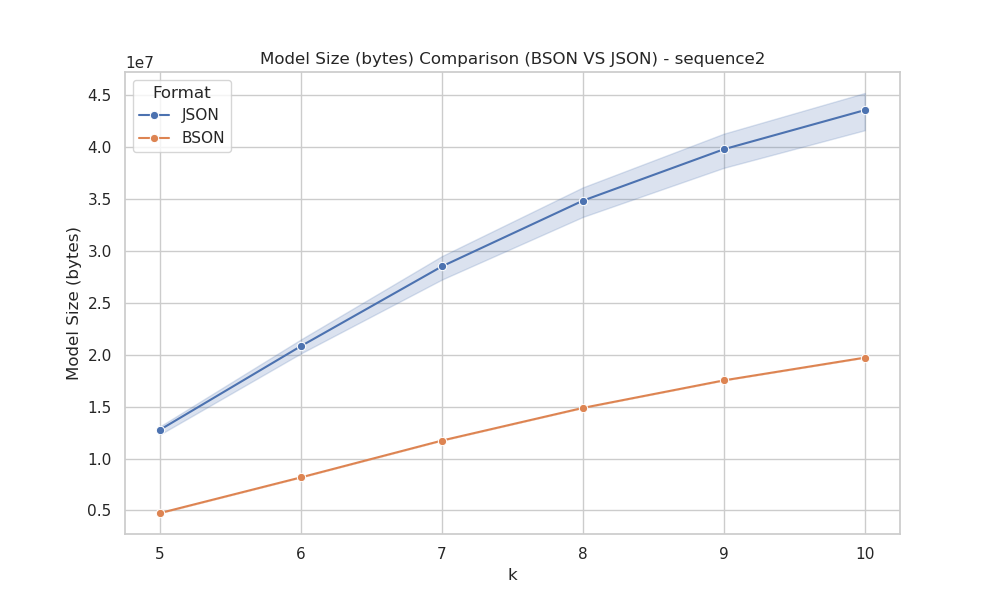 Model Size (bytes) Comparison (BSON VS JSON) - sequence2
1e7
Format
JSON
BSON
4.5
4.0
3.5
3.0
2.5
2.0
1.5
1.0
0.5
Model Size (bytes)
5 6 7 8 9 10
k